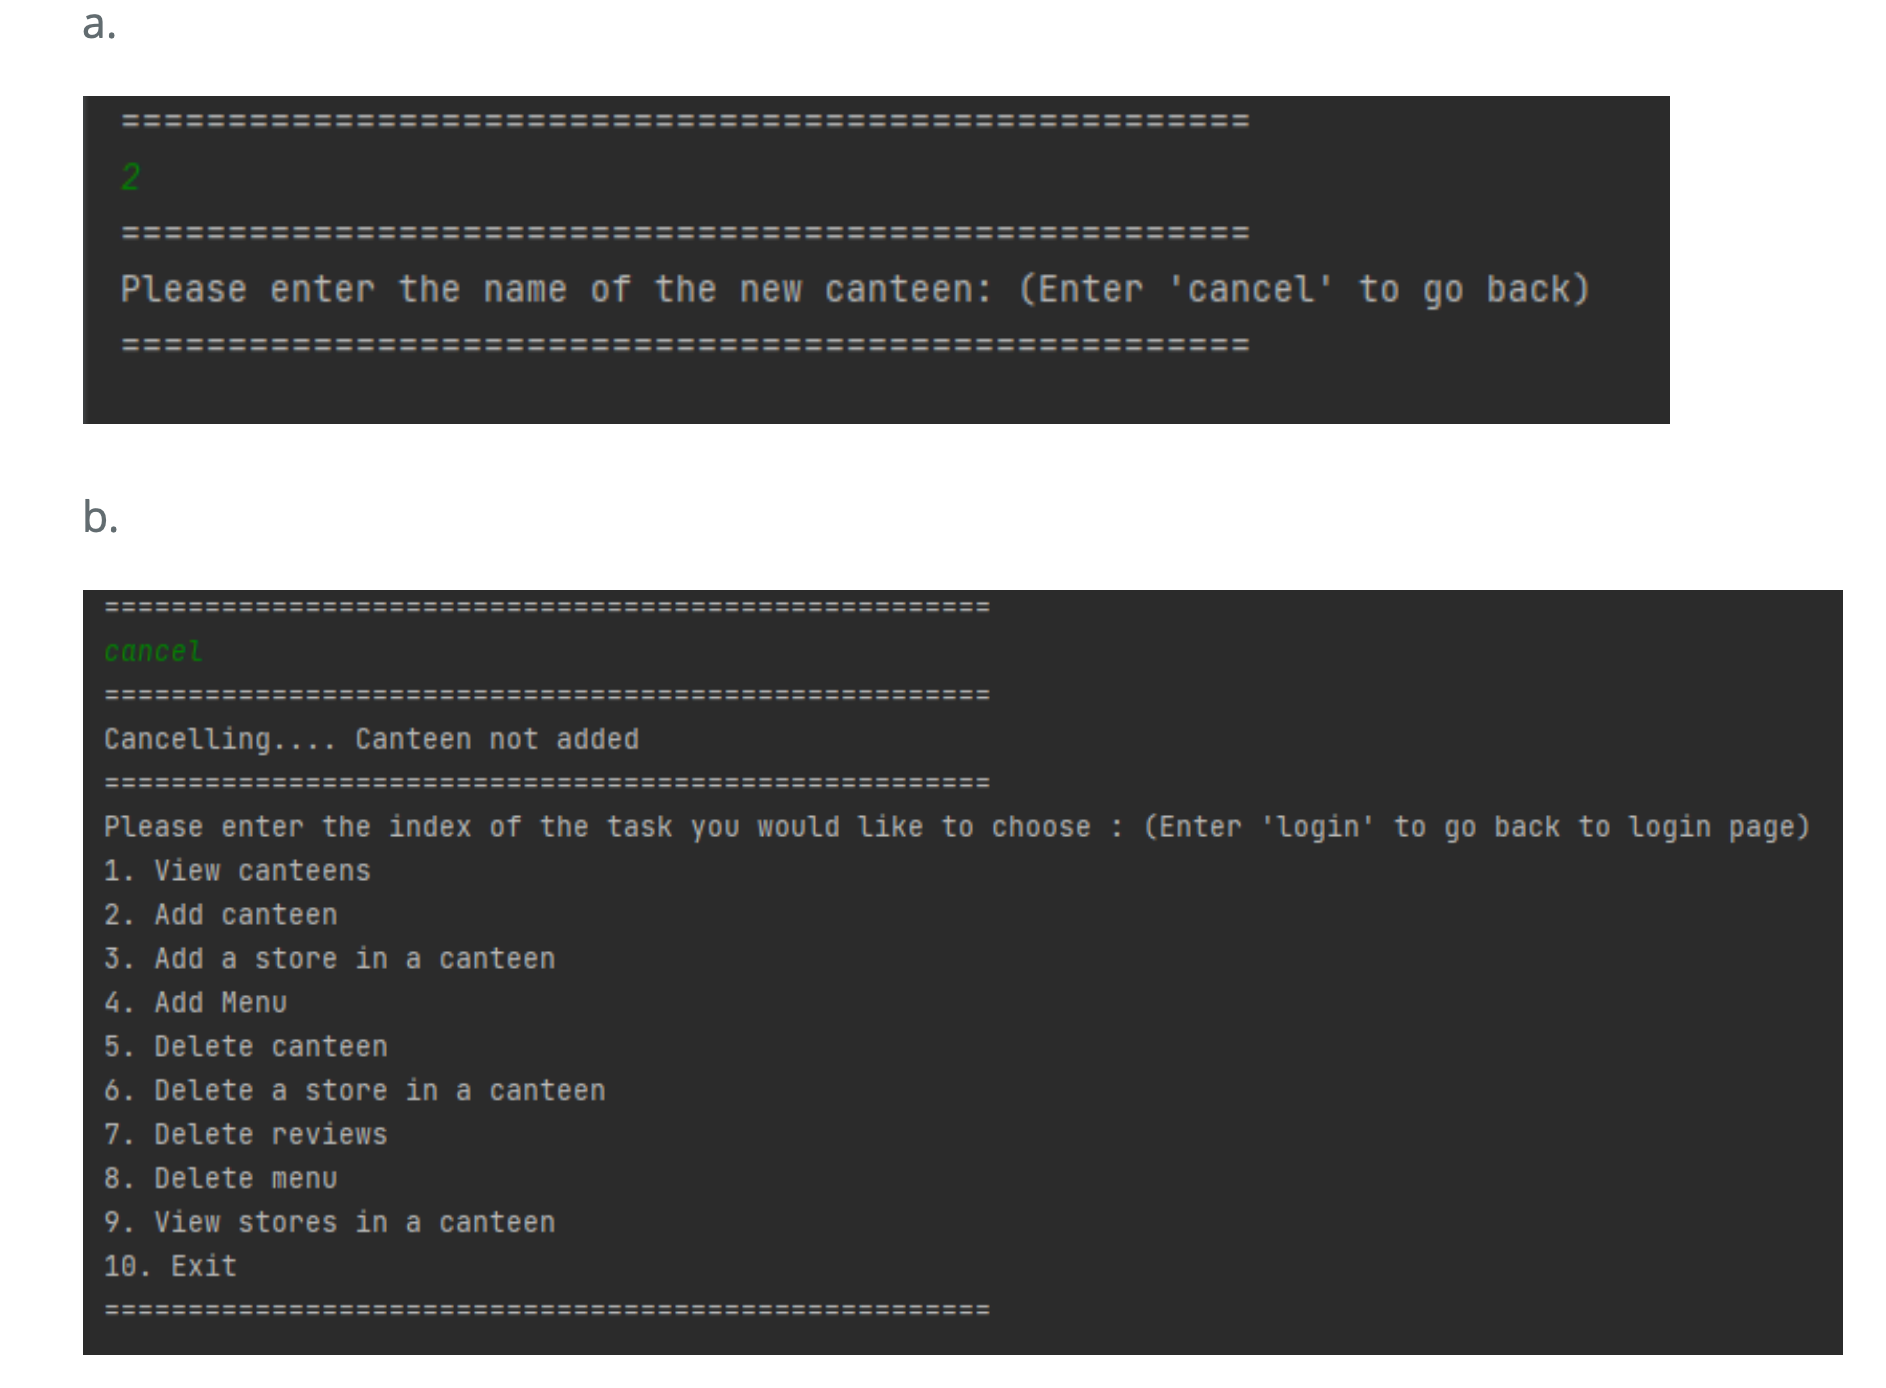 a.
=====================================================
2
=====================================================
Please enter the name of the new canteen: (Enter 'cancel' to go back)
=====================================================
b.
=====================================================
cancel
=====================================================
Cancelling.... Canteen not added
=====================================================
Please enter the index of the task you would like to choose : (Enter 'login' to go back to login page)
1. View canteens
2. Add canteen
3. Add a store in a canteen
4. Add Menu
5. Delete canteen
6. Delete a store in a canteen
7. Delete reviews
8. Delete menu
9. View stores in a canteen
10. Exit
=====================================================